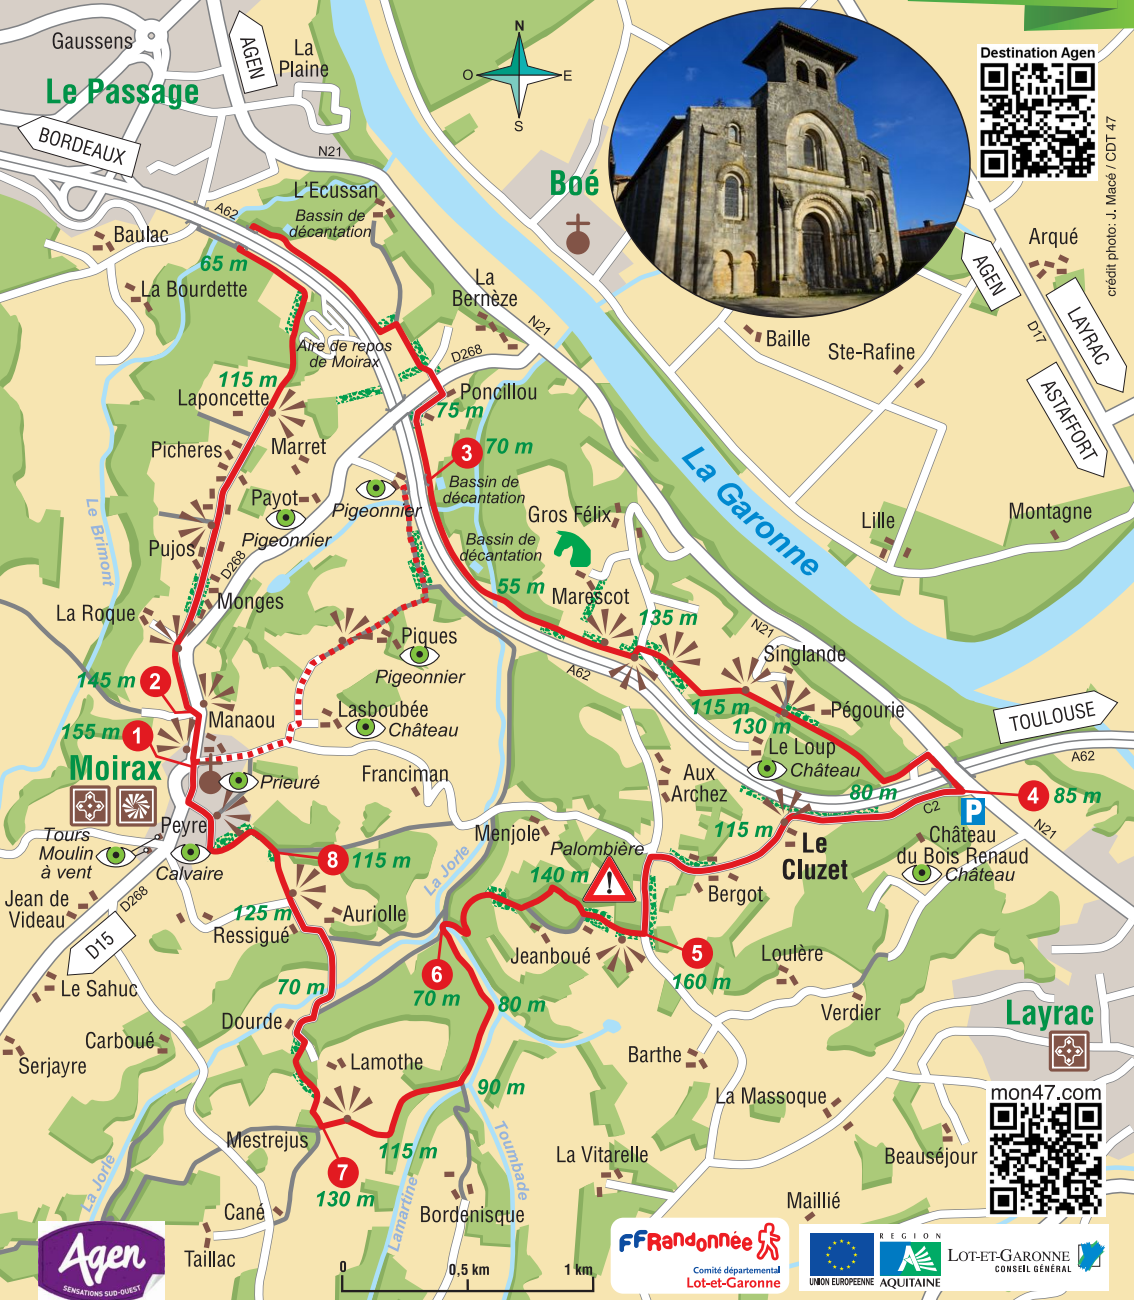 Gaussens
Le Passage
AGEN
La
Plaine
BORDEAUX
N21
N
O
E
S
Destination Agen
crédit photo: J. Macé / CDT 47
Boé
L'Ecussan
A62
Bassin de
décantation
Baulac
65 m
La Bourdette
La
Bernèze
N21
Arqué
AGEN
D17
LAYRAC
ASTAFFORT
Baille
Ste-Rafine
Aire de repos
de Moirax
D268
115 m
Laponcette
Poncillou
75 m
Picheres
Marret
3
70 m
Bassin de
décantation
Payot
Pigeonnier
Pigeonnier
La Garonne
Gros Félix
Lille
Montagne
Le Brimont
Pujos
D268
Bassin de
décantation
55 m
Marescot
La Roque
Monges
135 m
N21
Piques
Pigeonnier
Singlande
A62
145 m
2
115 m
130 m
Pégourie
155 m
1
Manaou
Lasboubée
Château
TOULOUSE
A62
Moirax
Prieuré
Franciman
Le Loup
Château
Aux
Archez
80 m
4
85 m
C2
P
N21
Peyre
Tours
Moulin
à vent
Calvaire
Menjole
Palombière
!
115 m
Le
Cluzet
Château
du Bois Renaud
Château
8
115 m
La Jorle
140 m
Bergot
Jean de
Videau
D268
D15
125 m
Auriolle
Ressigué
Jeanboué
5
160 m
Loulère
6
70 m
80 m
Le Sahuc
70 m
Dourde
Verdier
Layrac
Carboué
Serjayre
Lamothe
Barthe
90 m
La Massoque
mon47.com
Mestrejus
115 m
Toumbade
La Vitarelle
Beauséjour
7
130 m
La Jorle
Lamartine
Cané
Bordenisque
Maillié
Taillac
Agen
SENSATIONS SUD-OUEST
0
0,5 km
1 km
FFRandonnée
Comité départemental
Lot-et-Garonne
UNION EUROPEENNE
REGION
AQUITAINE
LOT-ET-GARONNE
CONSEIL GÉNÉRAL